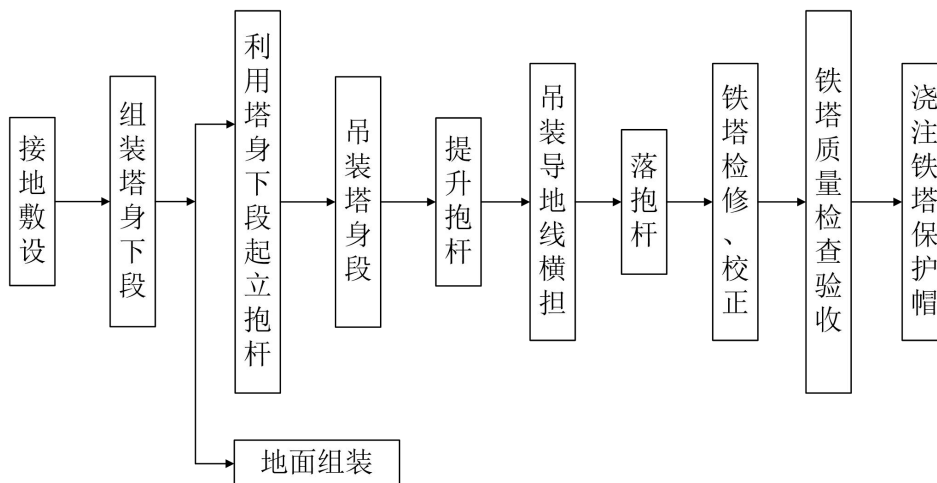 接地敷设
组装塔身下段
利用塔身下段起立抱杆
吊装塔身段
提升抱杆
吊装导地线横担
落抱杆
铁塔检修、校正
铁塔质量检查验收
浇注铁塔保护帽
地面组装